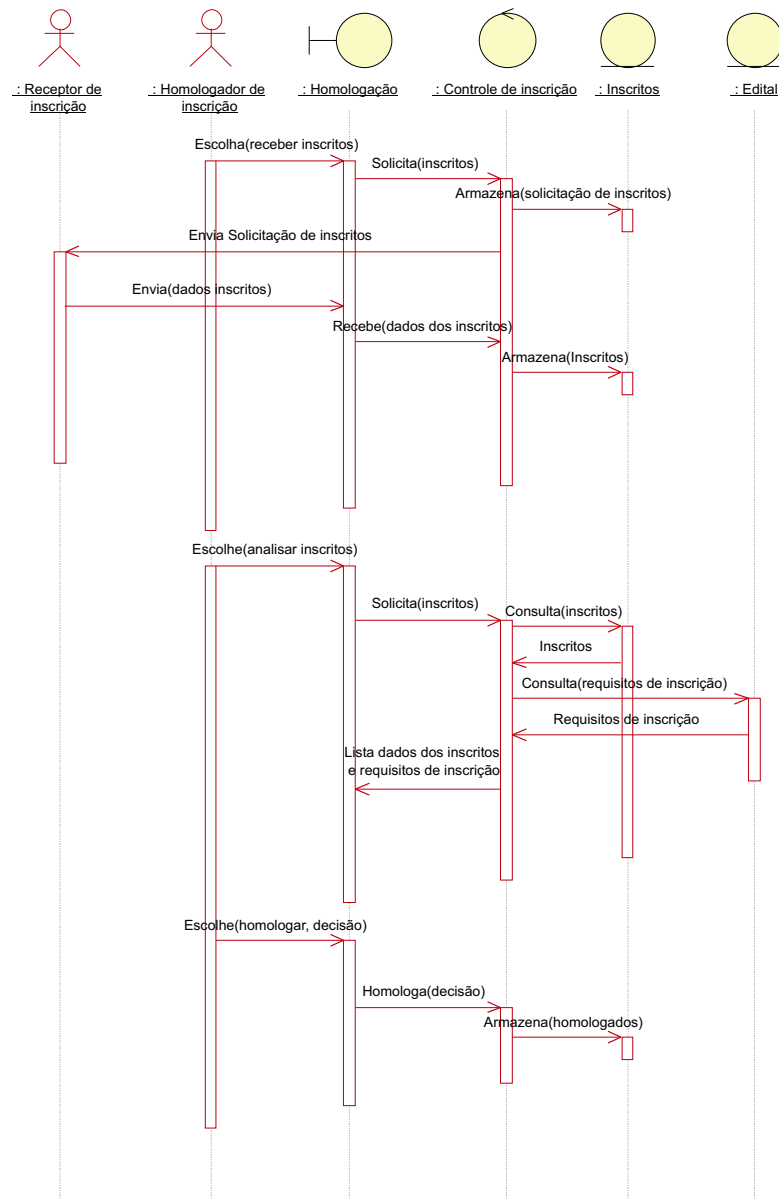 : Receptor de
inscrição
: Homologador de
inscrição
: Homologação
: Controle de inscrição
: Inscritos
: Edital
Escolha(receber inscritos)
Solicita(inscritos)
Armazena(solicitação de inscritos)
Envia Solicitação de inscritos
Envia(dados inscritos)
Recebe(dados dos inscritos)
Armazena(Inscritos)
Escolhe(analisar inscritos)
Solicita(inscritos)
Consulta(inscritos)
Inscritos
Consulta(requisitos de inscrição)
Requisitos de inscrição
Lista dados dos inscritos
e requisitos de inscrição
Escolhe(homologar, decisão)
Homologa(decisão)
Armazena(homologados)